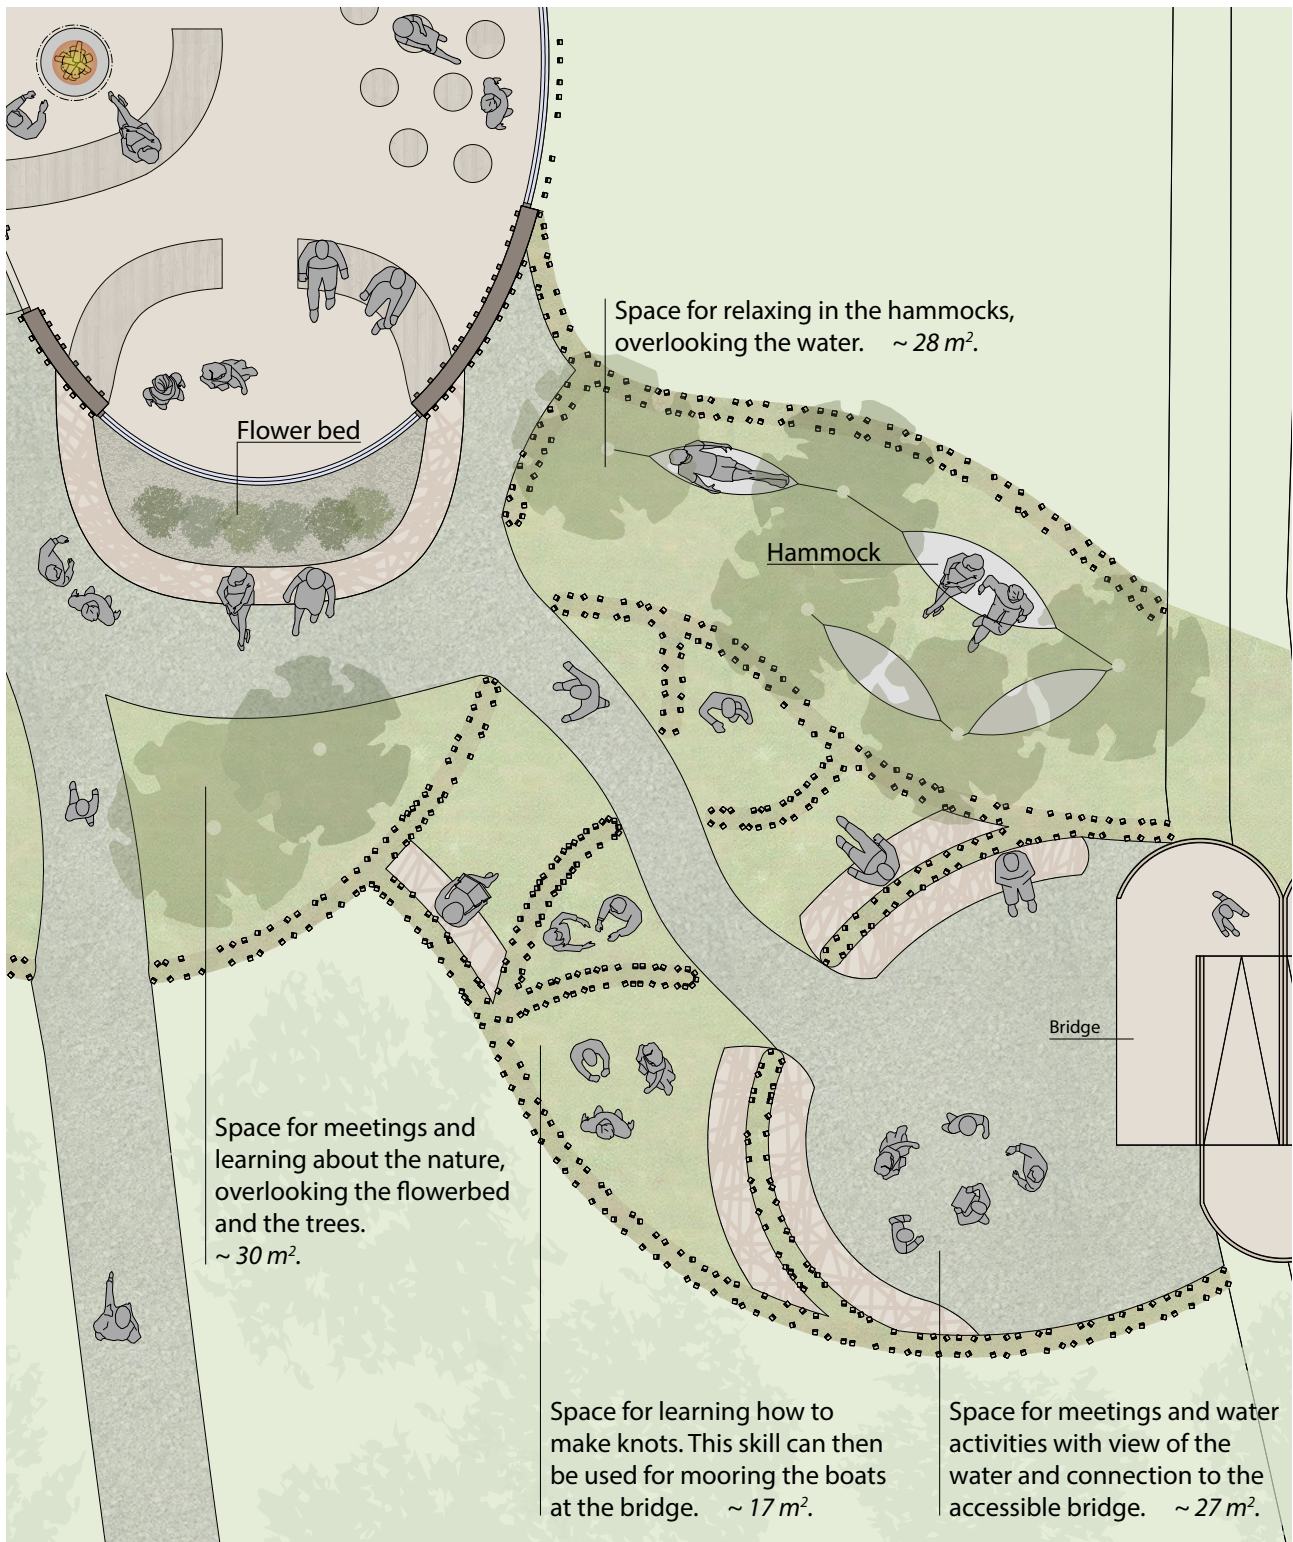 Space for relaxing in the hammocks,
overlooking the water. ~ 28 m².
Flower bed
Hammock
Bridge
Space for meetings and
learning about the nature,
overlooking the flowerbed
and the trees.
~ 30 m².
Space for learning how to
make knots. This skill can then
be used for mooring the boats
at the bridge. ~ 17 m².
Space for meetings and water
activities with view of the
water and connection to the
accessible bridge. ~ 27 m².